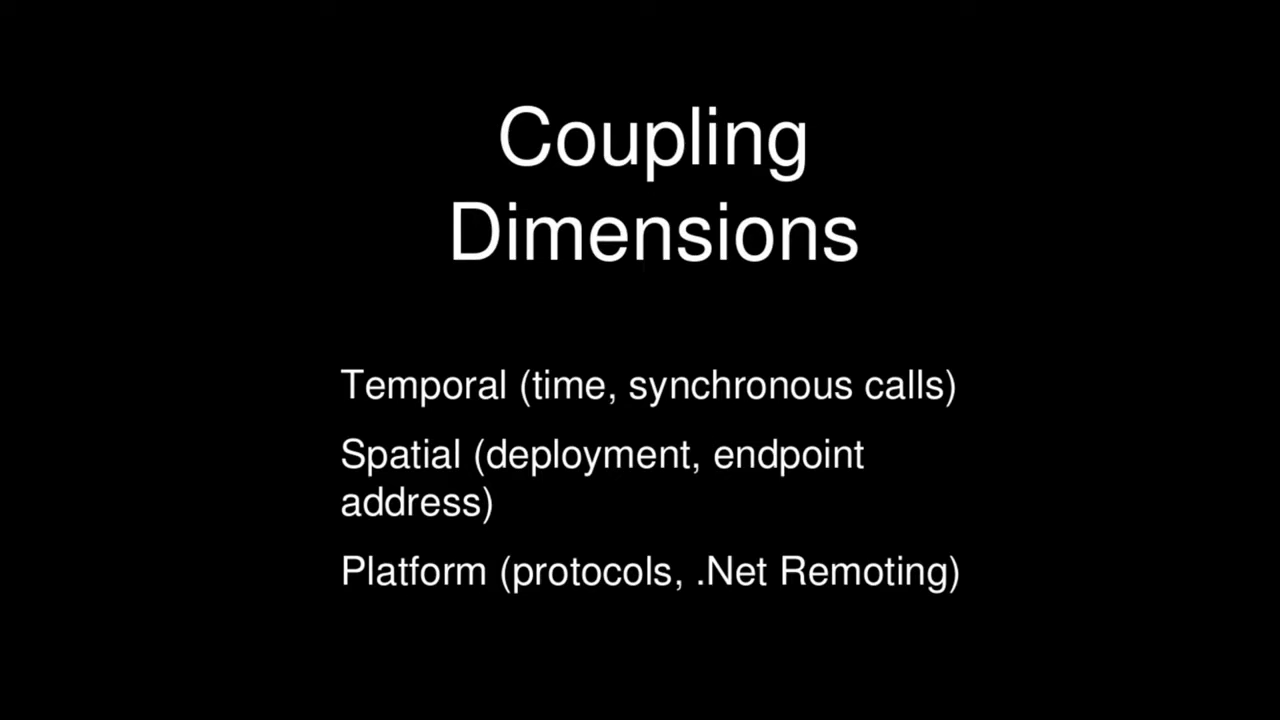 Coupling
Dimensions
Temporal (time, synchronous calls)
Spatial (deployment, endpoint
address)
Platform (protocols, .Net Remoting)